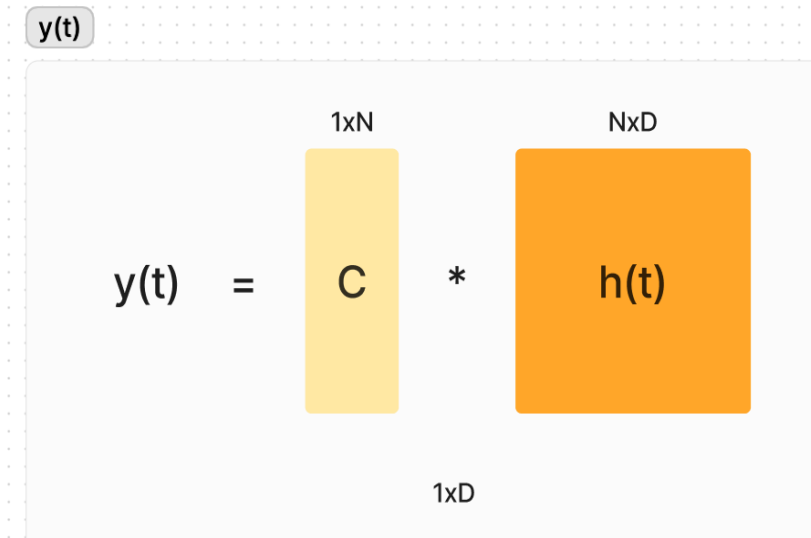 y(t)
1xN NxD
y(t) = C * h(t)
1xD